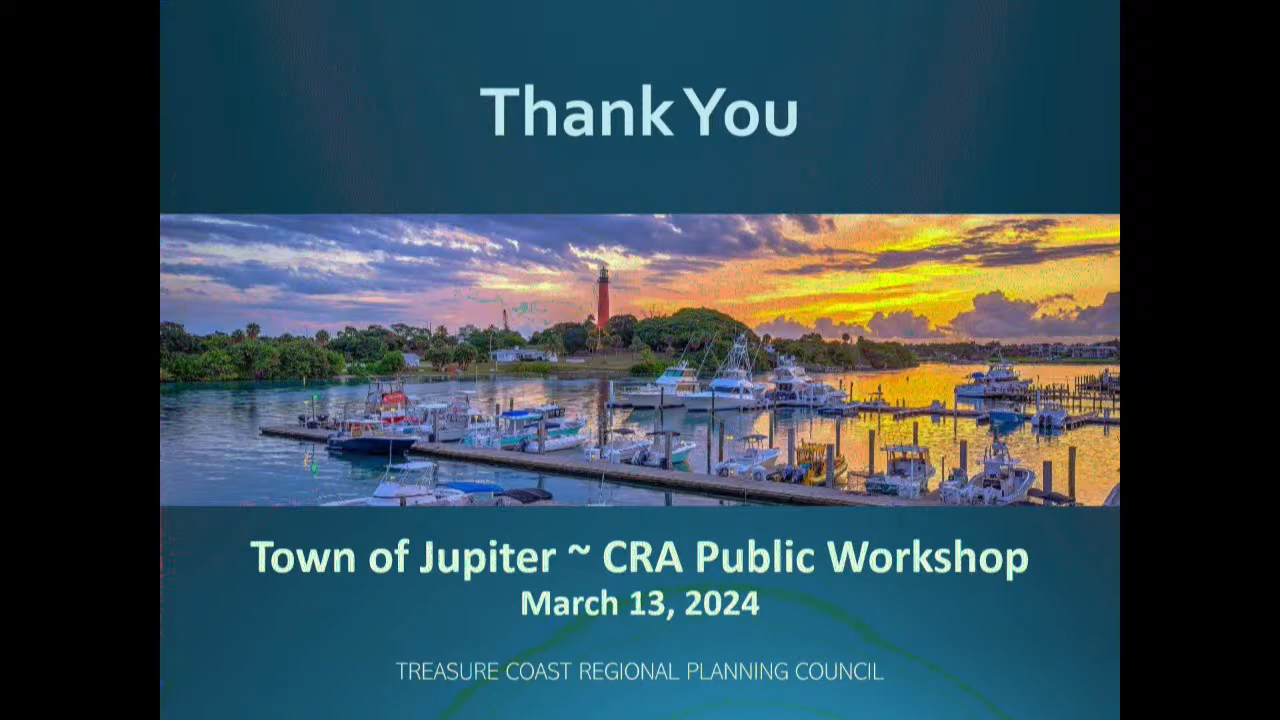 Thank You
Town of Jupiter ~ CRA Public Workshop
March 13, 2024
TREASURE COAST REGIONAL PLANNING COUNCIL